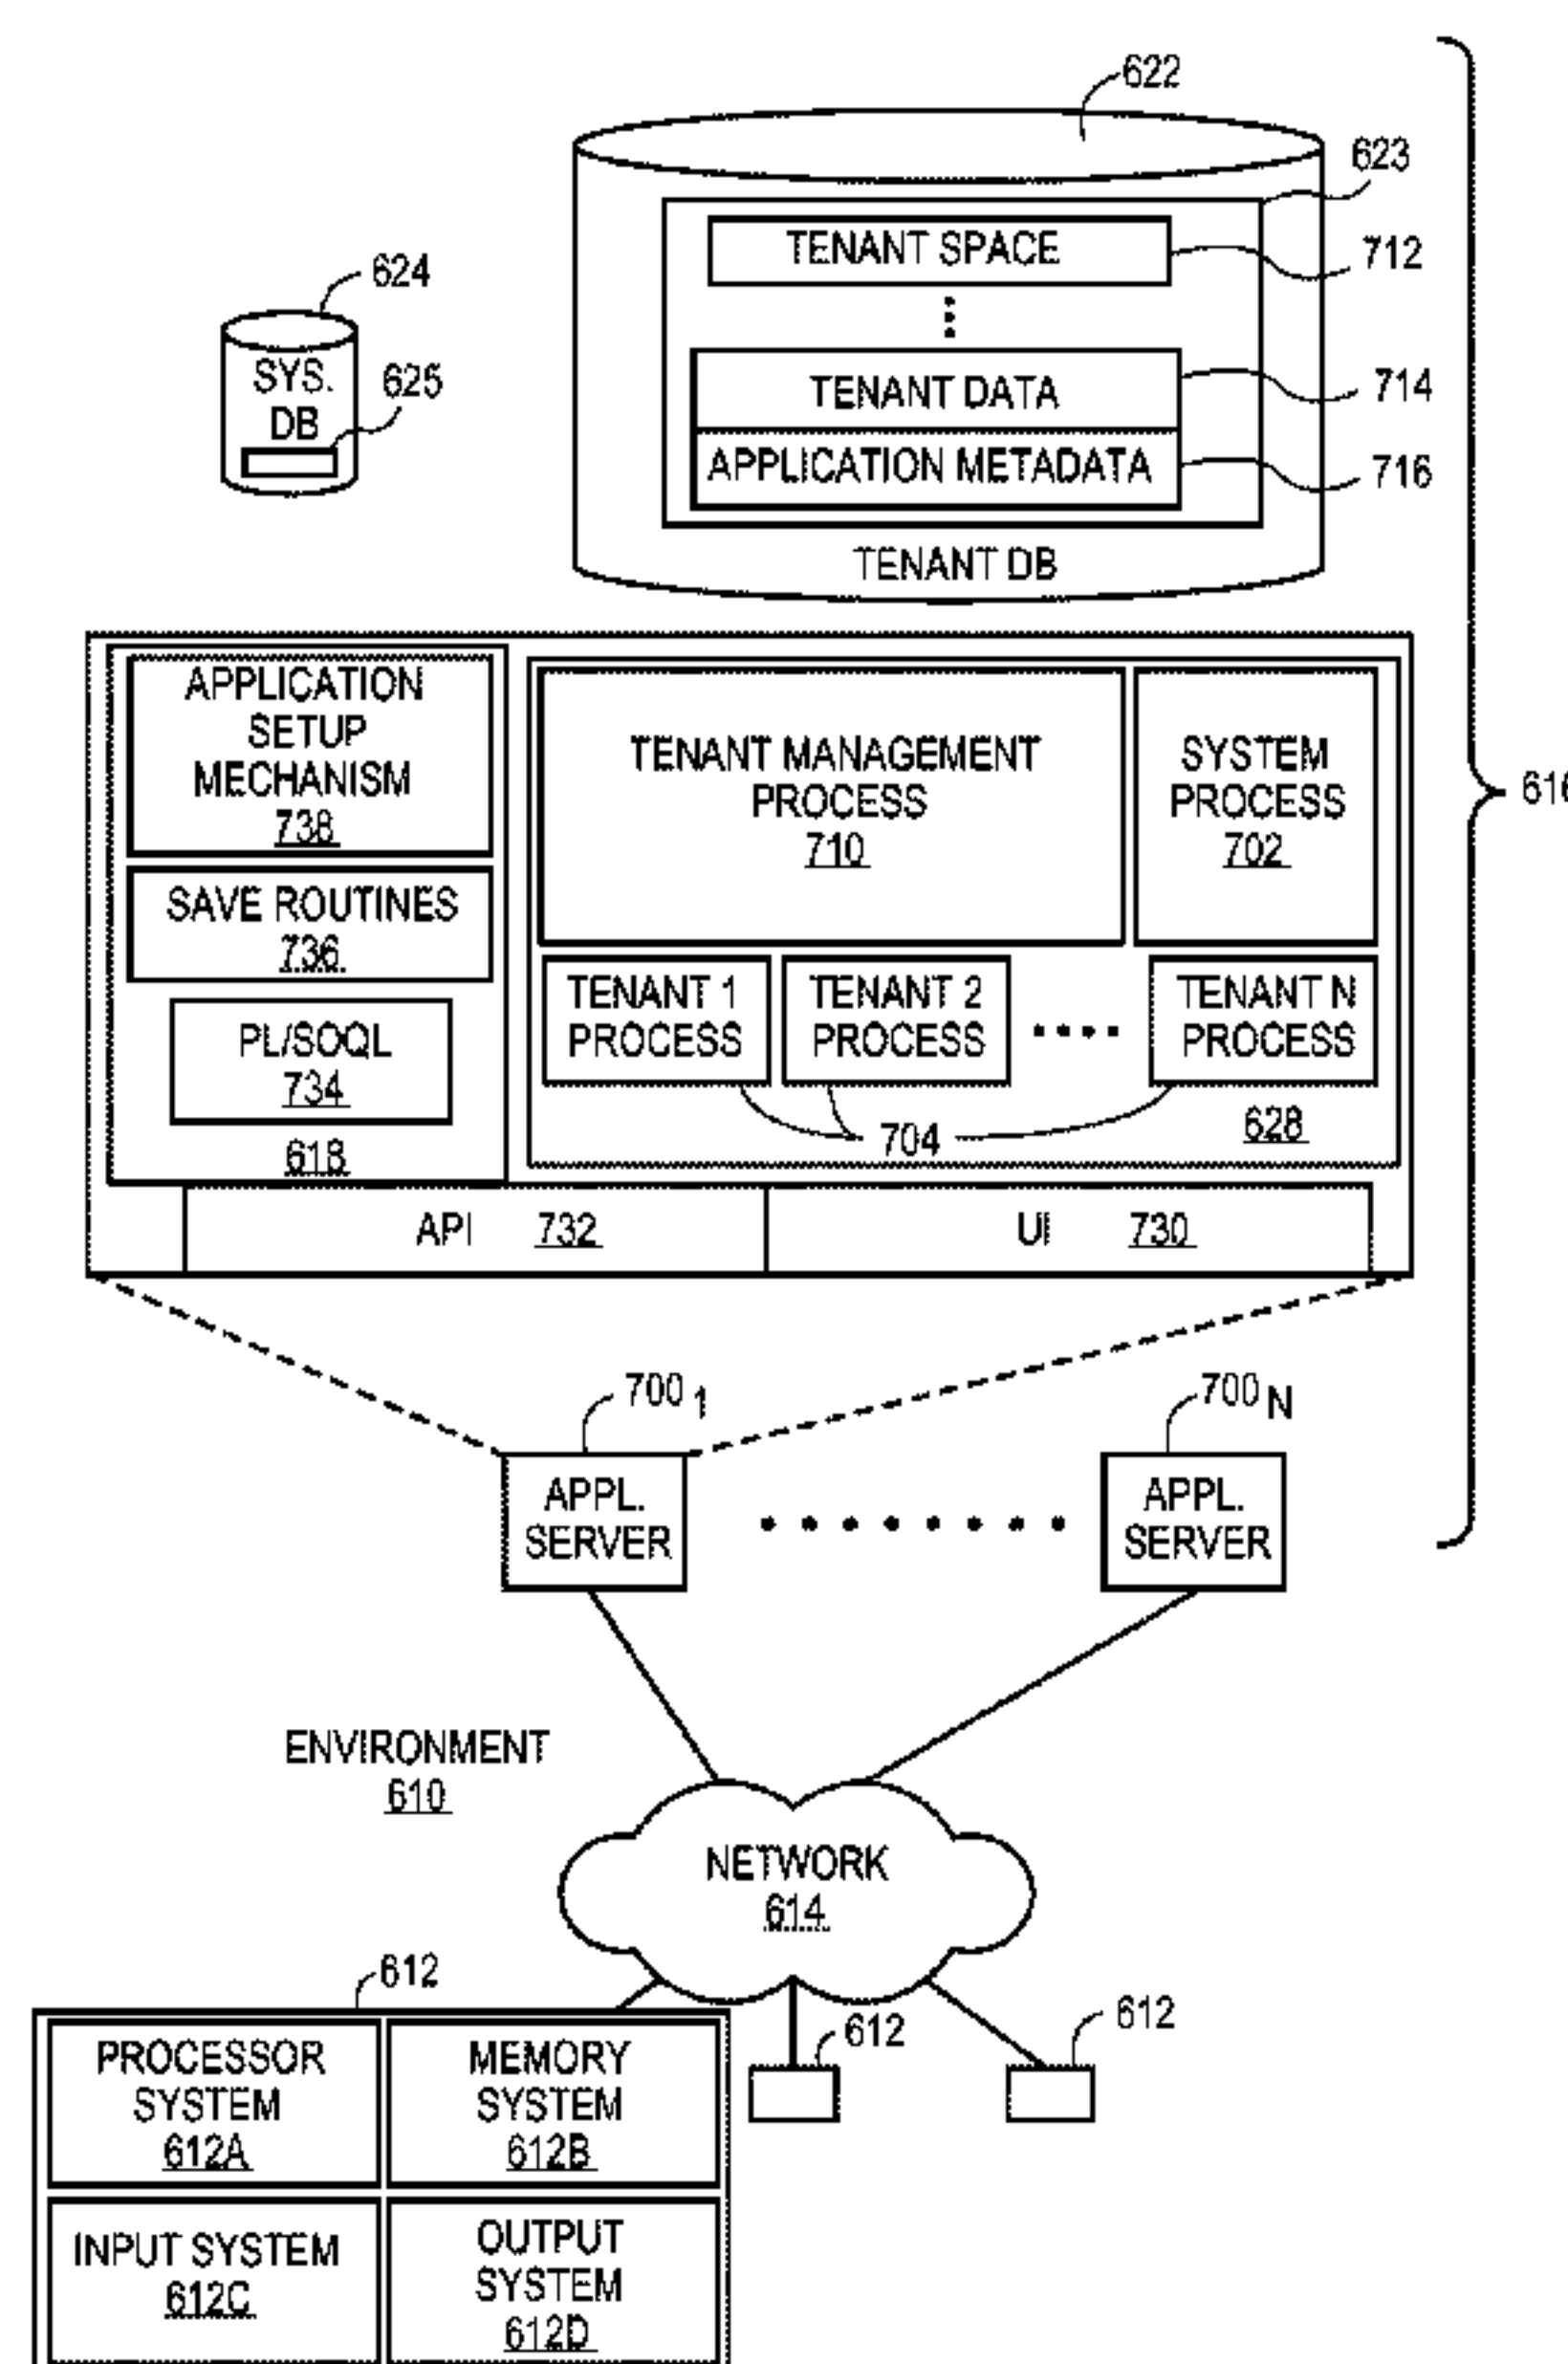 622
623
TENANT SPACE
712
624
SYS.
DB
625
TENANT DATA
714
APPLICATION METADATA
716
TENANT DB
APPLICATION
SETUP
MECHANISM
738
TENANT MANAGEMENT
PROCESS
710
SYSTEM
PROCESS
702
616
SAVE ROUTINES
736
TENANT 1
PROCESS
TENANT 2
PROCESS
TENANT N
PROCESS
PL/SOQL
734
704
628
618
API 732
UI 730
700 1
700 N
APPL.
SERVER
APPL.
SERVER
ENVIRONMENT
610
NETWORK
614
612
612
612
PROCESSOR
SYSTEM
612A
MEMORY
SYSTEM
612B
INPUT SYSTEM
612C
OUTPUT
SYSTEM
612D